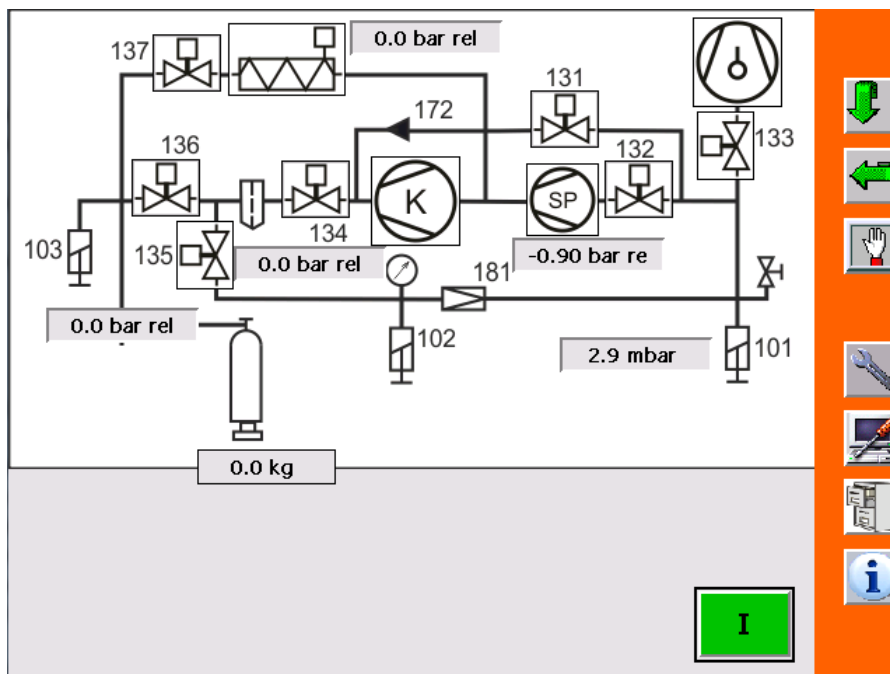 137
0.0 bar rel
131
172
133
136
132
K
SP
134
103
135
0.0 bar rel
-0.90 bar re
181
0.0 bar rel
102
2.9 mbar
101
0.0 kg
I
i